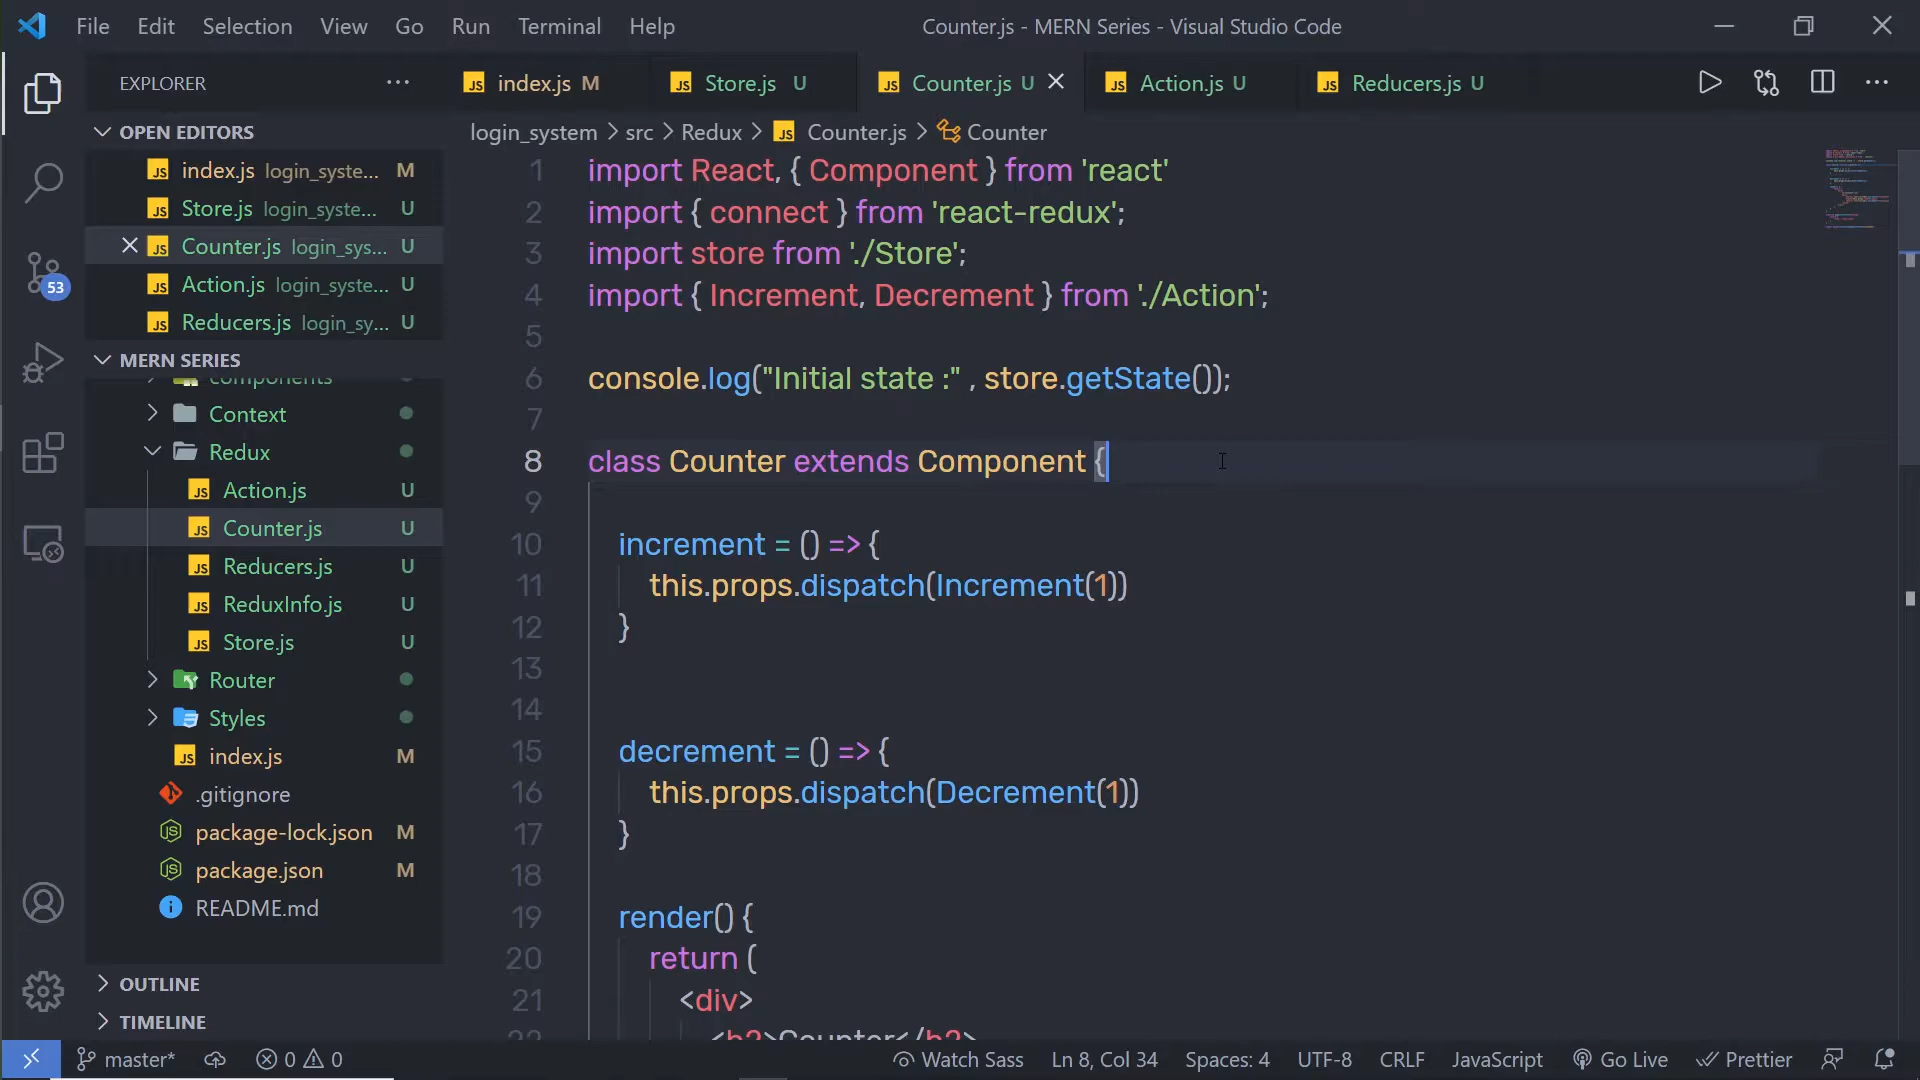 File Edit Selection View Go Run Terminal Help Counter.js - MERN Series - Visual Studio Code
EXPLORER ···
index.js M Store.js U Counter.js U Action.js U Reducers.js U
OPEN EDITORS
index.js login_syste... M
Store.js login_syste... U
Counter.js login_sys... U
Action.js login_syste... U
Reducers.js login_sy... U
MERN SERIES
components
Context
Redux
Action.js U
Counter.js U
Reducers.js U
ReduxInfo.js U
Store.js U
Router
Styles
index.js M
.gitignore
package-lock.json M
package.json M
README.md
OUTLINE
TIMELINE
53
login_system > src > Redux > JS Counter.js > Counter
1 import React, { Component } from 'react'
2 import { connect } from 'react-redux';
3 import store from './Store';
4 import { Increment, Decrement } from './Action';
5
6 console.log("Initial state :" , store.getState());
7
8 class Counter extends Component {
9
10 increment = () => {
11 this.props.dispatch(Increment(1))
12 }
13
14
15 decrement = () => {
16 this.props.dispatch(Decrement(1))
17 }
18
19 render() {
20 return (
21 <div>
22 <h2>Counter</h2>
master* 0 0 Watch Sass Ln 8, Col 34 Spaces: 4 UTF-8 CRLF JavaScript Go Live Prettier